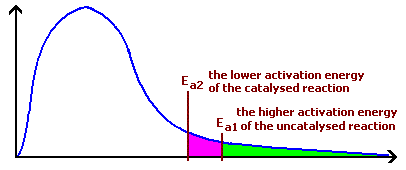 Ea2 the lower activation energy
of the catalysed reaction
the higher activation energy
Ea1 of the uncatalysed reaction